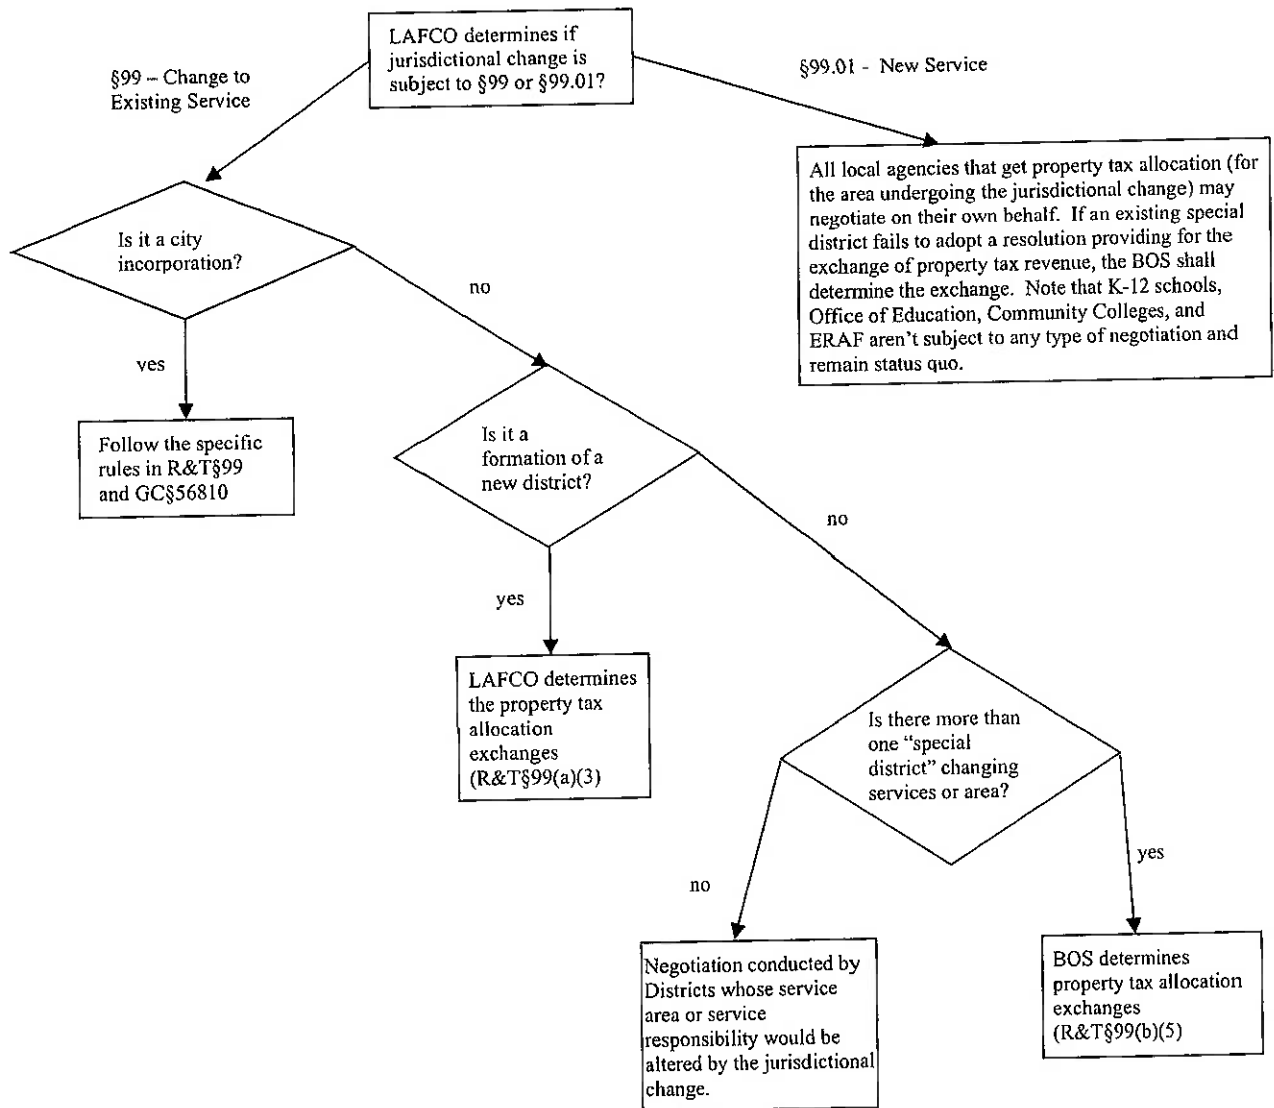 LAFCO determines if
jurisdictional change is
subject to §99 or §99.01?
§99 – Change to
Existing Service
§99.01 - New Service
All local agencies that get property tax allocation (for
the area undergoing the jurisdictional change) may
negotiate on their own behalf. If an existing special
district fails to adopt a resolution providing for the
exchange of property tax revenue, the BOS shall
determine the exchange. Note that K-12 schools,
Office of Education, Community Colleges, and
ERAF aren't subject to any type of negotiation and
remain status quo.
Is it a city
incorporation?
no
yes
Follow the specific
rules in R&T§99
and GC§56810
Is it a
formation of a
new district?
no
yes
LAFCO determines
the property tax
allocation
exchanges
(R&T§99(a)(3)
Is there more than
one “special
district” changing
services or area?
no
yes
Negotiation conducted by
Districts whose service
area or service
responsibility would be
altered by the jurisdictional
change.
BOS determines
property tax allocation
exchanges
(R&T§99(b)(5)